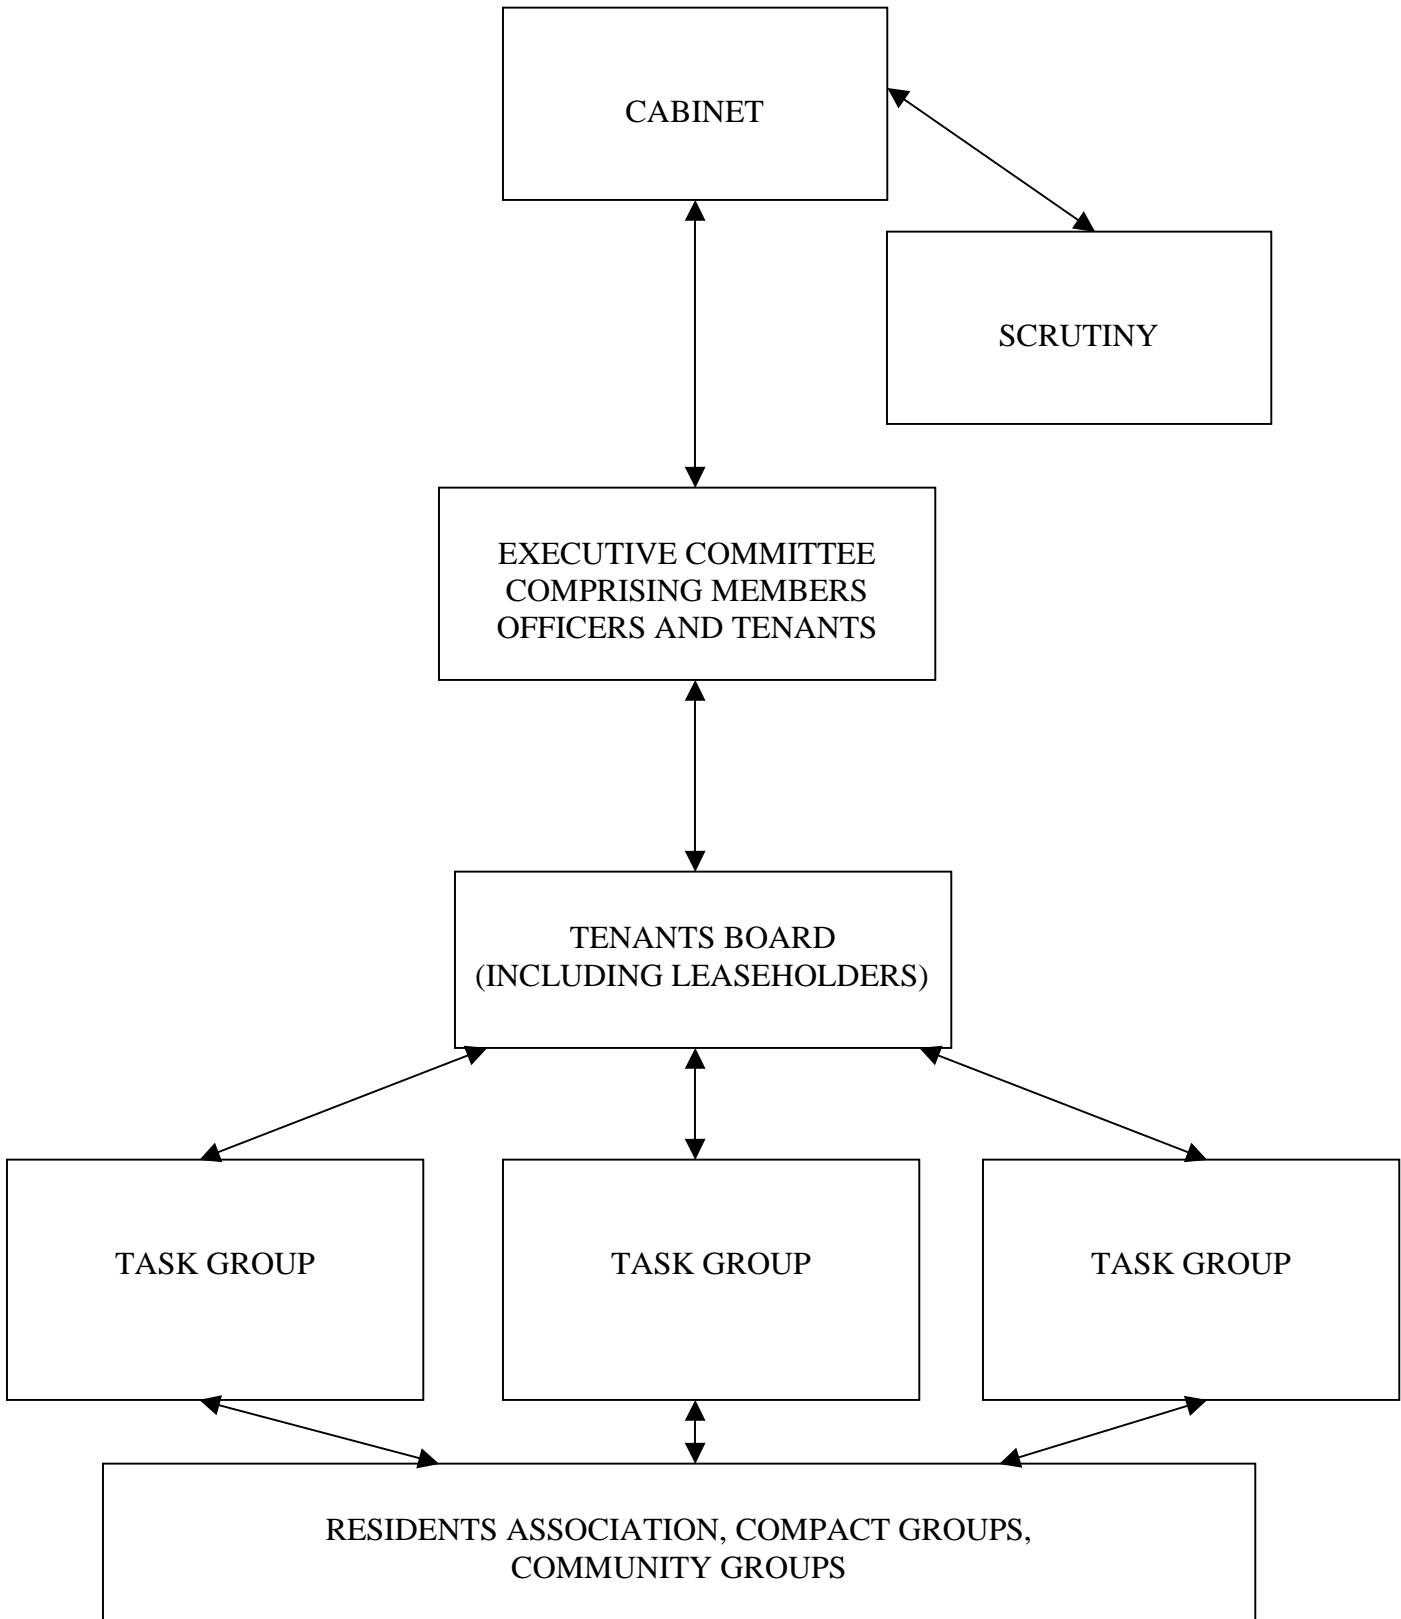 CABINET
SCRUTINY
EXECUTIVE COMMITTEE
COMPRISING MEMBERS
OFFICERS AND TENANTS
TENANTS BOARD
(INCLUDING LEASEHOLDERS)
TASK GROUP
TASK GROUP
TASK GROUP
RESIDENTS ASSOCIATION, COMPACT GROUPS,
COMMUNITY GROUPS